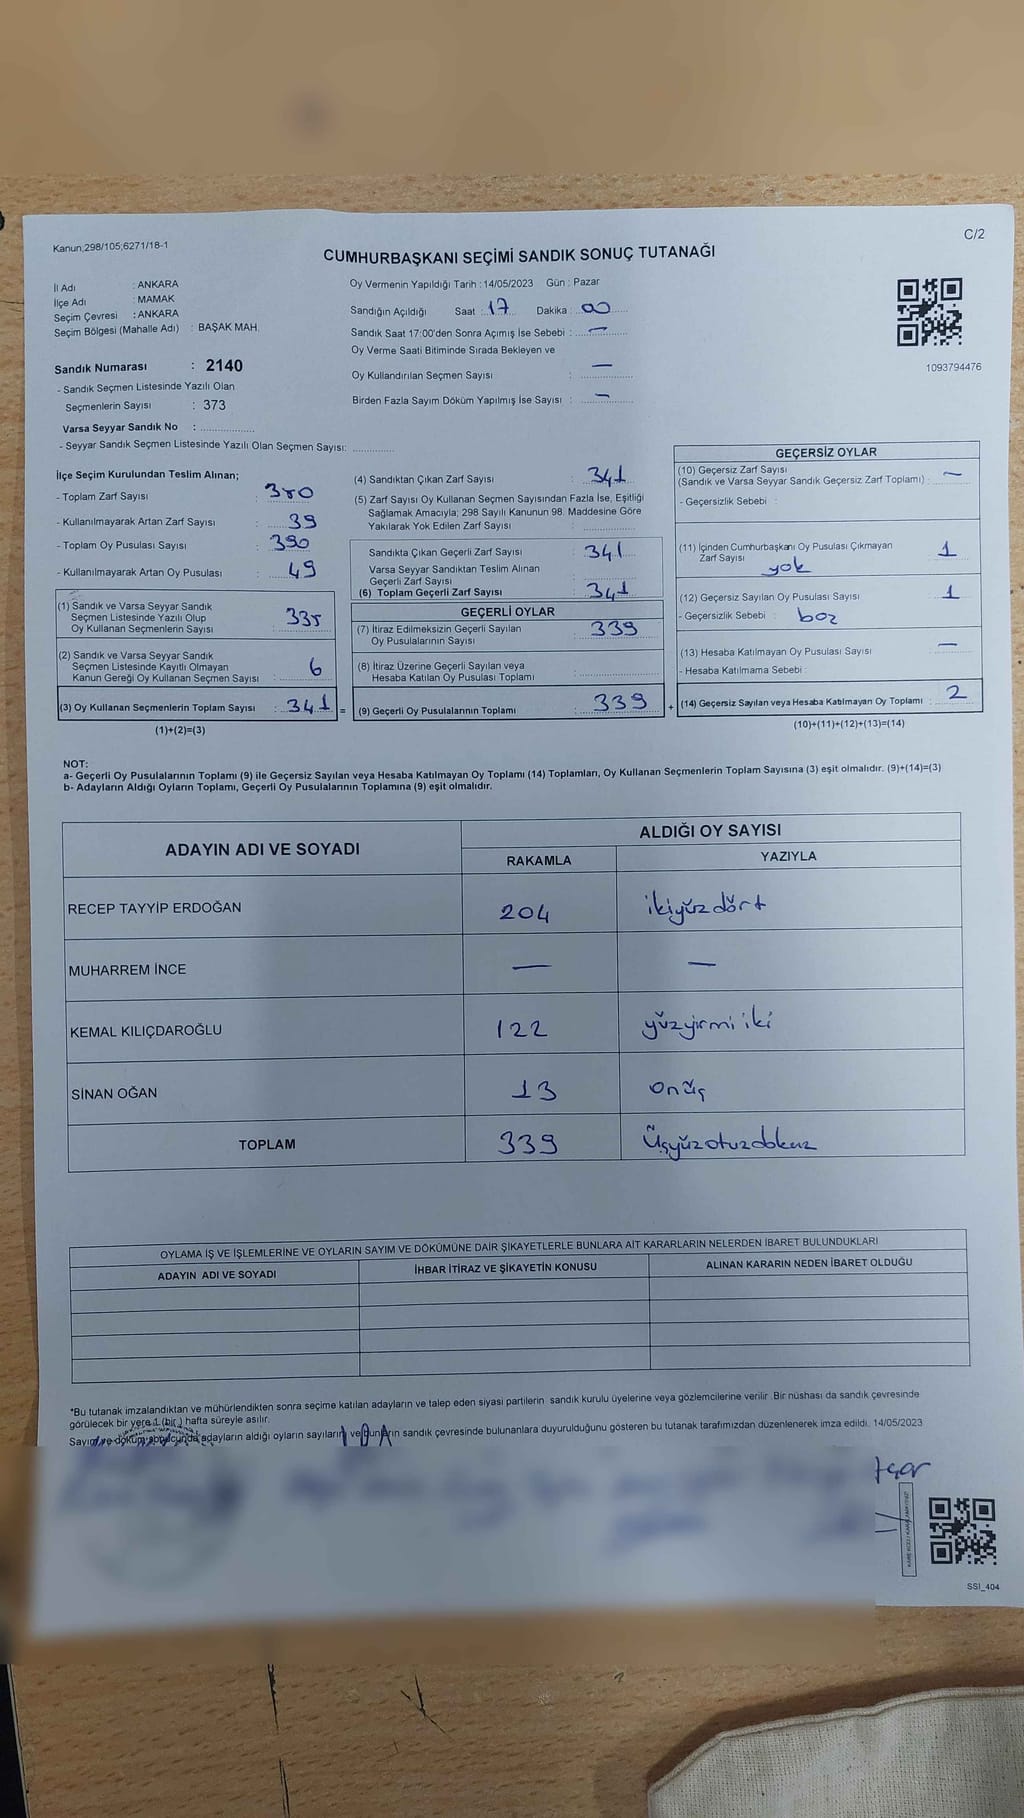 Kanun;298/105;6271/18-1
C/2
CUMHURBAŞKANI SEÇİMİ SANDIK SONUÇ TUTANAĞI
İl Adı : ANKARA
İlçe Adı : MAMAK
Seçim Çevresi : ANKARA
Seçim Bölgesi (Mahalle Adı) : BAŞAK MAH.
Sandık Numarası : 2140
- Sandık Seçmen Listesinde Yazılı Olan
Seçmenlerin Sayısı : 373
Varsa Seyyar Sandık No :
- Seyyar Sandık Seçmen Listesinde Yazılı Olan Seçmen Sayısı:
Oy Vermenin Yapıldığı Tarih : 14/05/2023 Gün : Pazar
Sandığın Açıldığı Saat : 17 Dakika : 00
Sandık Saat 17:00'den Sonra Açımış İse Sebebi : —
Oy Verme Saati Bitiminde Sırada Bekleyen ve
Oy Kullandırılan Seçmen Sayısı : —
Birden Fazla Sayım Döküm Yapılmış İse Sayısı : —
1093794476
İlçe Seçim Kurulundan Teslim Alınan;
- Toplam Zarf Sayısı : 380
- Kullanılmayarak Artan Zarf Sayısı : 39
- Toplam Oy Pusulası Sayısı : 390
- Kullanılmayarak Artan Oy Pusulası : 49
(1) Sandık ve Varsa Seyyar Sandık
Seçmen Listesinde Yazılı Olup
Oy Kullanan Seçmenlerin Sayısı : 335
(2) Sandık ve Varsa Seyyar Sandık
Seçmen Listesinde Kayıtlı Olmayan
Kanun Gereği Oy Kullanan Seçmen Sayısı : 6
(3) Oy Kullanan Seçmenlerin Toplam Sayısı : 341 =
(1)+(2)=(3)
(4) Sandıktan Çıkan Zarf Sayısı : 341
(5) Zarf Sayısı Oy Kullanan Seçmen Sayısından Fazla İse, Eşitliği
Sağlamak Amacıyla; 298 Sayılı Kanunun 98. Maddesine Göre
Yakılarak Yok Edilen Zarf Sayısı :
Sandıkta Çıkan Geçerli Zarf Sayısı : 341
Varsa Seyyar Sandıktan Teslim Alınan
Geçerli Zarf Sayısı :
(6) Toplam Geçerli Zarf Sayısı : 341
GEÇERLİ OYLAR
(7) İtiraz Edilmeksizin Geçerli Sayılan
Oy Pusulalarının Sayısı : 339
(8) İtiraz Üzerine Geçerli Sayılan veya
Hesaba Katılan Oy Pusulası Toplamı :
(9) Geçerli Oy Pusulalarının Toplamı : 339 +
GEÇERSİZ OYLAR
(10) Geçersiz Zarf Sayısı
(Sandık ve Varsa Seyyar Sandık Geçersiz Zarf Toplamı) : —
- Geçersizlik Sebebi :
(11) İçinden Cumhurbaşkanı Oy Pusulası Çıkmayan
Zarf Sayısı 1
yok
(12) Geçersiz Sayılan Oy Pusulası Sayısı : 1
- Geçersizlik Sebebi : boz
(13) Hesaba Katılmayan Oy Pusulası Sayısı : —
- Hesaba Katılmama Sebebi :
(14) Geçersiz Sayılan veya Hesaba Katılmayan Oy Toplamı : 2
(10)+(11)+(12)+(13)=(14)
NOT:
a- Geçerli Oy Pusulalarının Toplamı (9) ile Geçersiz Sayılan veya Hesaba Katılmayan Oy Toplamı (14) Toplamları, Oy Kullanan Seçmenlerin Toplam Sayısına (3) eşit olmalıdır. (9)+(14)=(3)
b- Adayların Aldığı Oyların Toplamı, Geçerli Oy Pusulalarının Toplamına (9) eşit olmalıdır.
ADAYIN ADI VE SOYADI ALDIĞI OY SAYISI
RAKAMLA YAZIYLA
RECEP TAYYİP ERDOĞAN 204 ikiyüzdört
MUHARREM İNCE — —
KEMAL KILIÇDAROĞLU 122 yüzyirmi iki
SİNAN OĞAN 13 onüç
TOPLAM 339 Üçyüzotuzdokuz
OYLAMA İŞ VE İŞLEMLERİNE VE OYLARIN SAYIM VE DÖKÜMÜNE DAİR ŞİKAYETLERLE BUNLARA AİT KARARLARIN NELERDEN İBARET BULUNDUKLARI
ADAYIN ADI VE SOYADI İHBAR İTİRAZ VE ŞİKAYETİN KONUSU ALINAN KARARIN NEDEN İBARET OLDUĞU
*Bu tutanak imzalandıktan ve mühürlendikten sonra seçime katılan adayların ve talep eden siyasi partilerin sandık kurulu üyelerine veya gözlemcilerine verilir. Bir nüshası da sandık çevresinde
görülecek bir yere 1 (bir ) hafta süreyle asılır.
Sayım ve döküm sonucunda adayların aldığı oyların sayıların ve bunların sandık çevresinde bulunanlara duyurulduğunu gösteren bu tutanak tarafımızdan düzenlenerek imza edildi. 14/05/2023
SSI_404